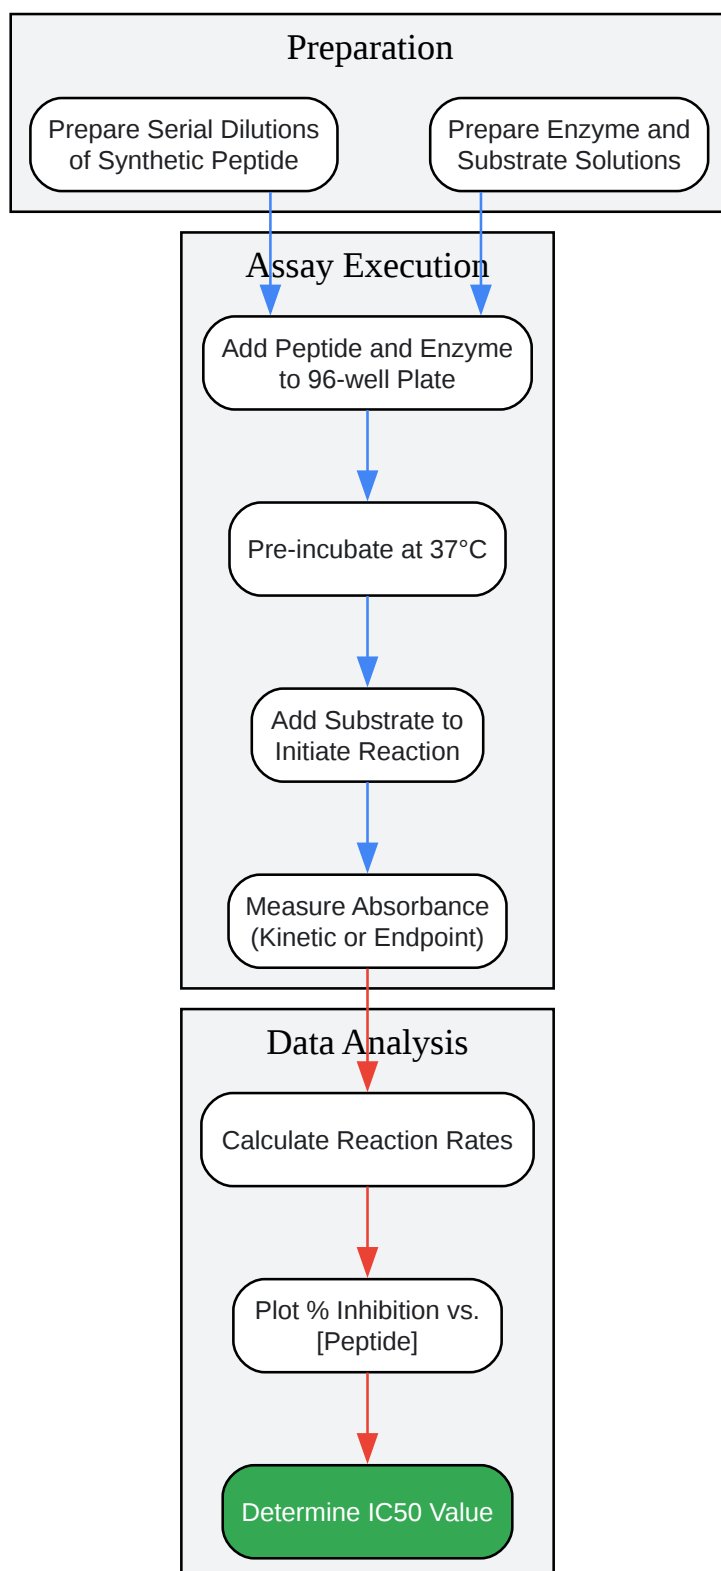 Preparation
Prepare Serial Dilutions
of Synthetic Peptide
Prepare Enzyme and
Substrate Solutions
Assay Execution
Add Peptide and Enzyme
to 96-well Plate
Pre-incubate at 37°C
Add Substrate to
Initiate Reaction
Measure Absorbance
(Kinetic or Endpoint)
Data Analysis
Calculate Reaction Rates
Plot % Inhibition vs.
[Peptide]
Determine IC50 Value